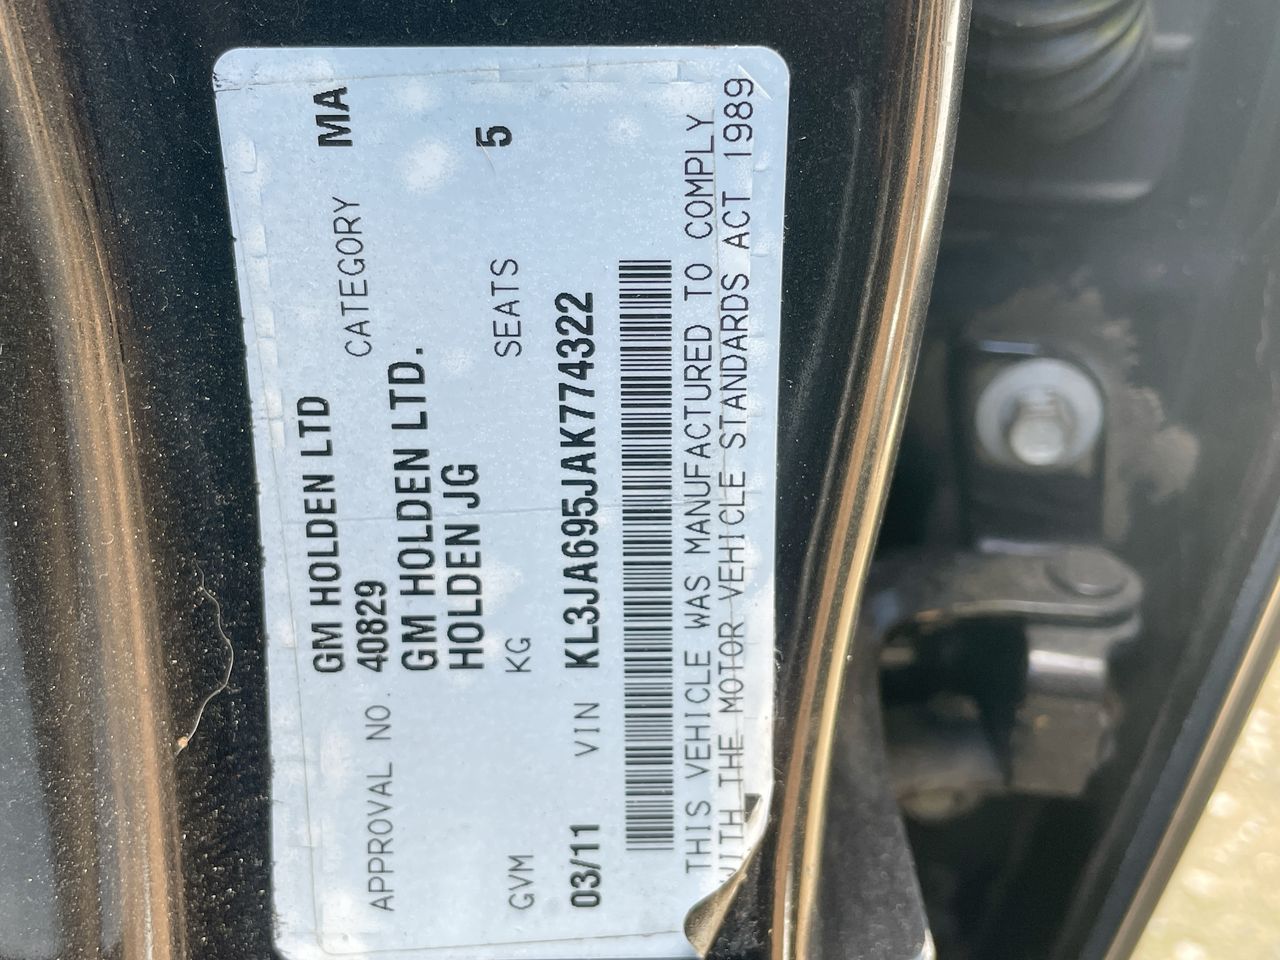 GM HOLDEN LTD
APPROVAL NO. 40829 CATEGORY MA
GM HOLDEN LTD.
HOLDEN JG
GVM KG SEATS 5
03/11 VIN KL3JA695JAK774322
THIS VEHICLE WAS MANUFACTURED TO COMPLY
WITH THE MOTOR VEHICLE STANDARDS ACT 1989